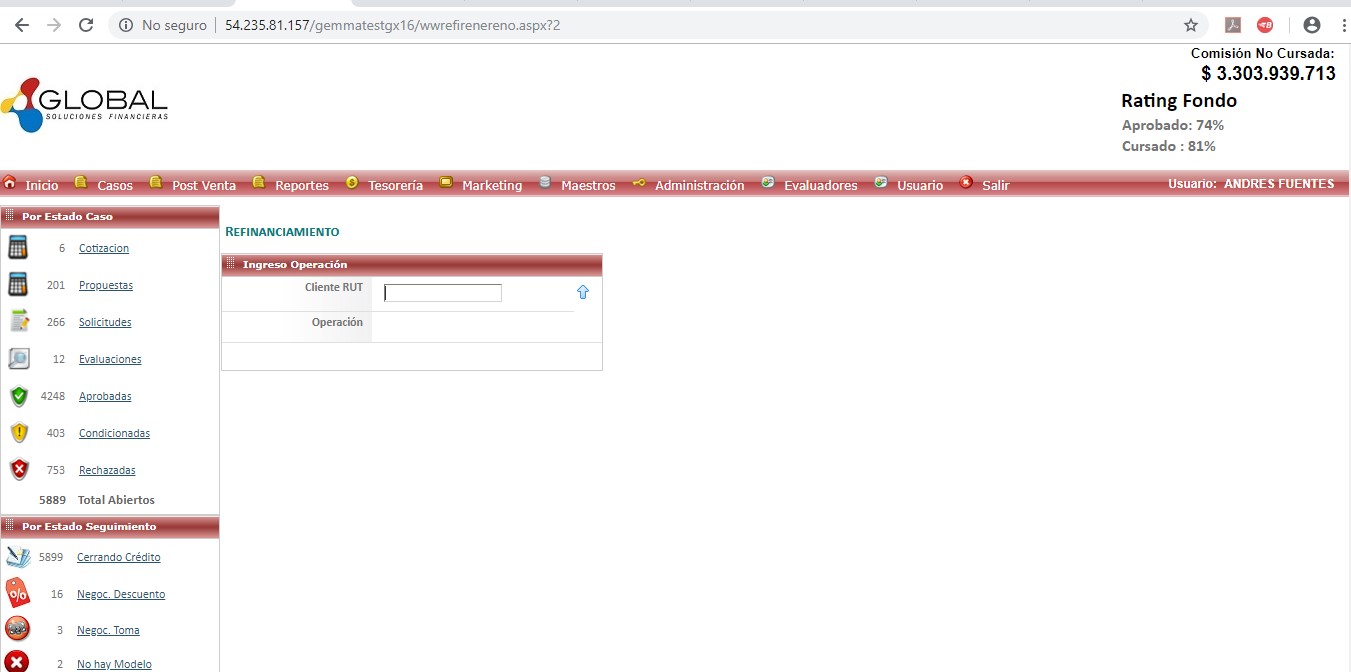 No seguro 54.235.81.157/gemmatestgx16/wwrefirenereno.aspx?2
GLOBAL
SOLUCIONES FINANCIERAS
Comisión No Cursada:
$ 3.303.939.713
Rating Fondo
Aprobado: 74%
Cursado : 81%
Inicio Casos Post Venta Reportes Tesorería Marketing Maestros Administración Evaluadores Usuario Salir Usuario: ANDRES FUENTES
Por Estado Caso
6 Cotizacion
201 Propuestas
266 Solicitudes
12 Evaluaciones
4248 Aprobadas
403 Condicionadas
753 Rechazadas
5889 Total Abiertos
Por Estado Seguimiento
5899 Cerrando Crédito
16 Negoc. Descuento
3 Negoc. Toma
2 No hay Modelo
REFINANCIAMIENTO
Ingreso Operación
Cliente RUT
Operación